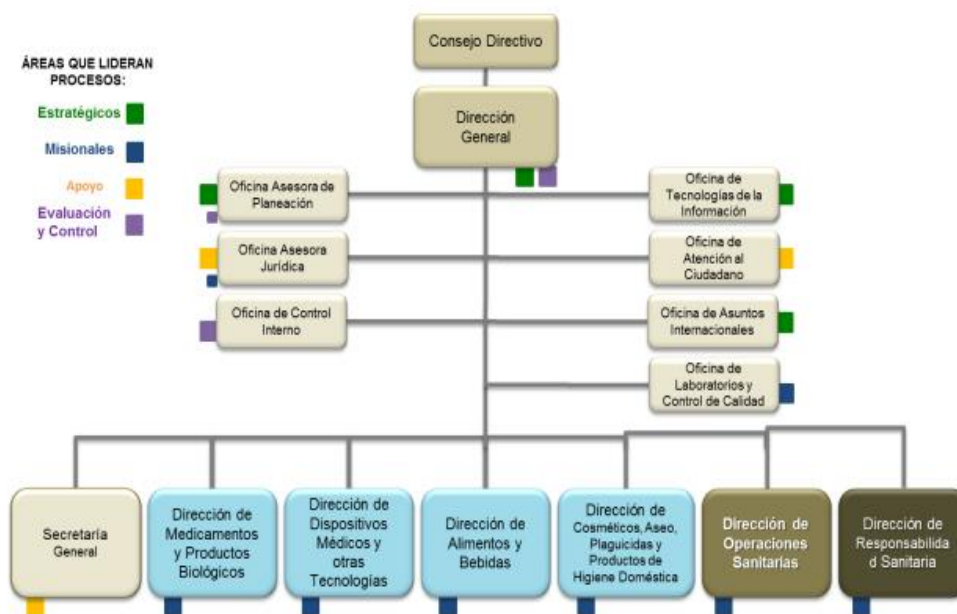 Consejo Directivo
ÁREAS QUE LIDERAN
PROCESOS:
Estratégicos
Misionales
Apoyo
Evaluación
y Control
Dirección
General
Oficina Asesora de
Planeación
Oficina de
Tecnologías de la
Información
Oficina Asesora
Jurídica
Oficina de
Atención al
Ciudadano
Oficina de Control
Interno
Oficina de Asuntos
Internacionales
Oficina de
Laboratorios y
Control de Calidad
Secretaría
General
Dirección de
Medicamentos
y Productos
Biológicos
Dirección de
Dispositivos
Médicos y
otras
Tecnologías
Dirección de
Alimentos y
Bebidas
Dirección de
Cosméticos, Aseo,
Plaguicidas y
Productos de
Higiene Doméstica
Dirección de
Operaciones
Sanitarias
Dirección de
Responsabilida
d Sanitaria